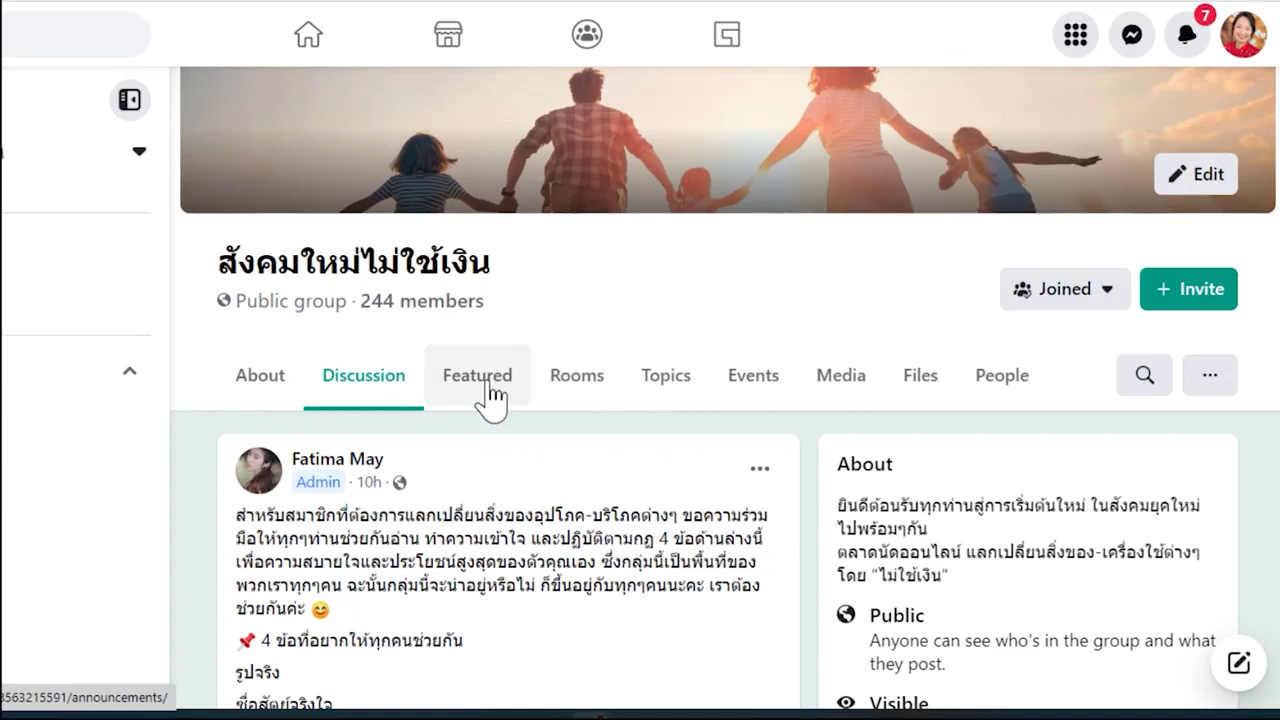 7
Edit
สังคมใหม่ไม่ใช้เงิน
Public group · 244 members
Joined
+ Invite
About Discussion Featured Rooms Topics Events Media Files People
Fatima May
Admin · 10h ·
สำหรับสมาชิกที่ต้องการแลกเปลี่ยนสิ่งของอุปโภค-บริโภคต่างๆ ขอความร่วม
มือให้ทุกๆท่านช่วยกันอ่าน ทำความเข้าใจ และปฏิบัติตามกฏ 4 ข้อด้านล่างนี้
เพื่อความสบายใจและประโยชน์สูงสุดของตัวคุณเอง ซึ่งกลุ่มนี้เป็นพื้นที่ของ
พวกเราทุกๆคน ฉะนั้นกลุ่มนี้จะน่าอยู่หรือไม่ ก็ขึ้นอยู่กับทุกๆคนนะคะ เราต้อง
ช่วยกันค่ะ 😊
📌 4 ข้อที่อยากให้ทุกคนช่วยกัน
รูปจริง
ซื่อสัตย์จริงใจ
About
ยินดีต้อนรับทุกท่านสู่การเริ่มต้นใหม่ ในสังคมยุคใหม่
ไปพร้อมๆกัน
ตลาดนัดออนไลน์ แลกเปลี่ยนสิ่งของ-เครื่องใช้ต่างๆ
โดย "ไม่ใช้เงิน"
Public
Anyone can see who's in the group and what
they post.
Visible
3563215591/announcements/